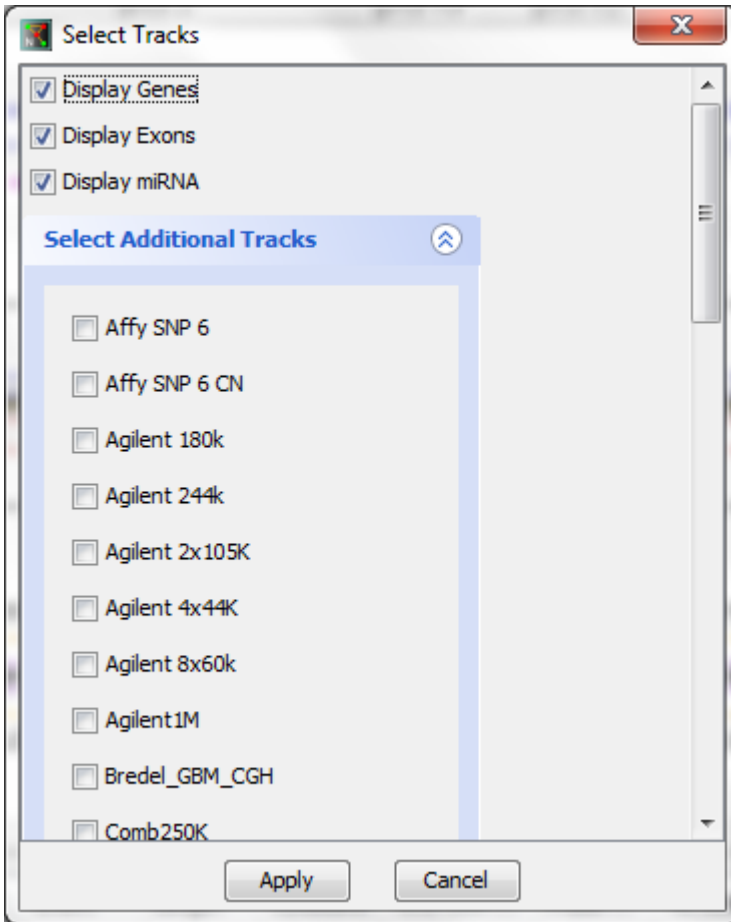 Select Tracks
Display Genes
Display Exons
Display miRNA
Select Additional Tracks
Affy SNP 6
Affy SNP 6 CN
Agilent 180k
Agilent 244k
Agilent 2x105K
Agilent 4x44K
Agilent 8x60k
Agilent1M
Bredel_GBM_CGH
Comb250K
Apply
Cancel